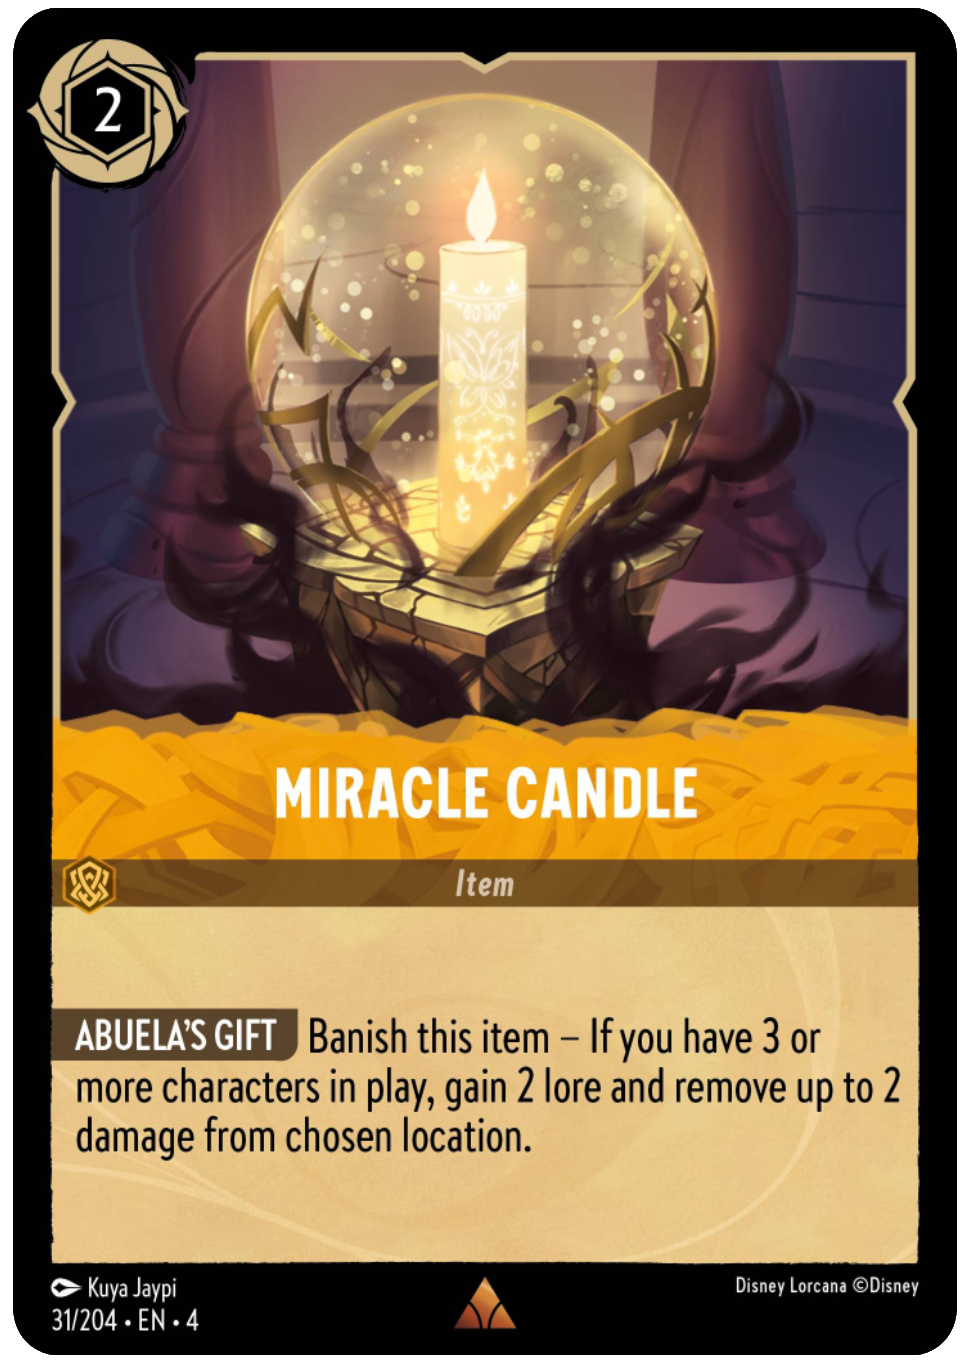 2
MIRACLE CANDLE
Item
ABUELA'S GIFT Banish this item – If you have 3 or
more characters in play, gain 2 lore and remove up to 2
damage from chosen location.
Kuya Jaypi
Disney Lorcana ©Disney
31/204 • EN • 4